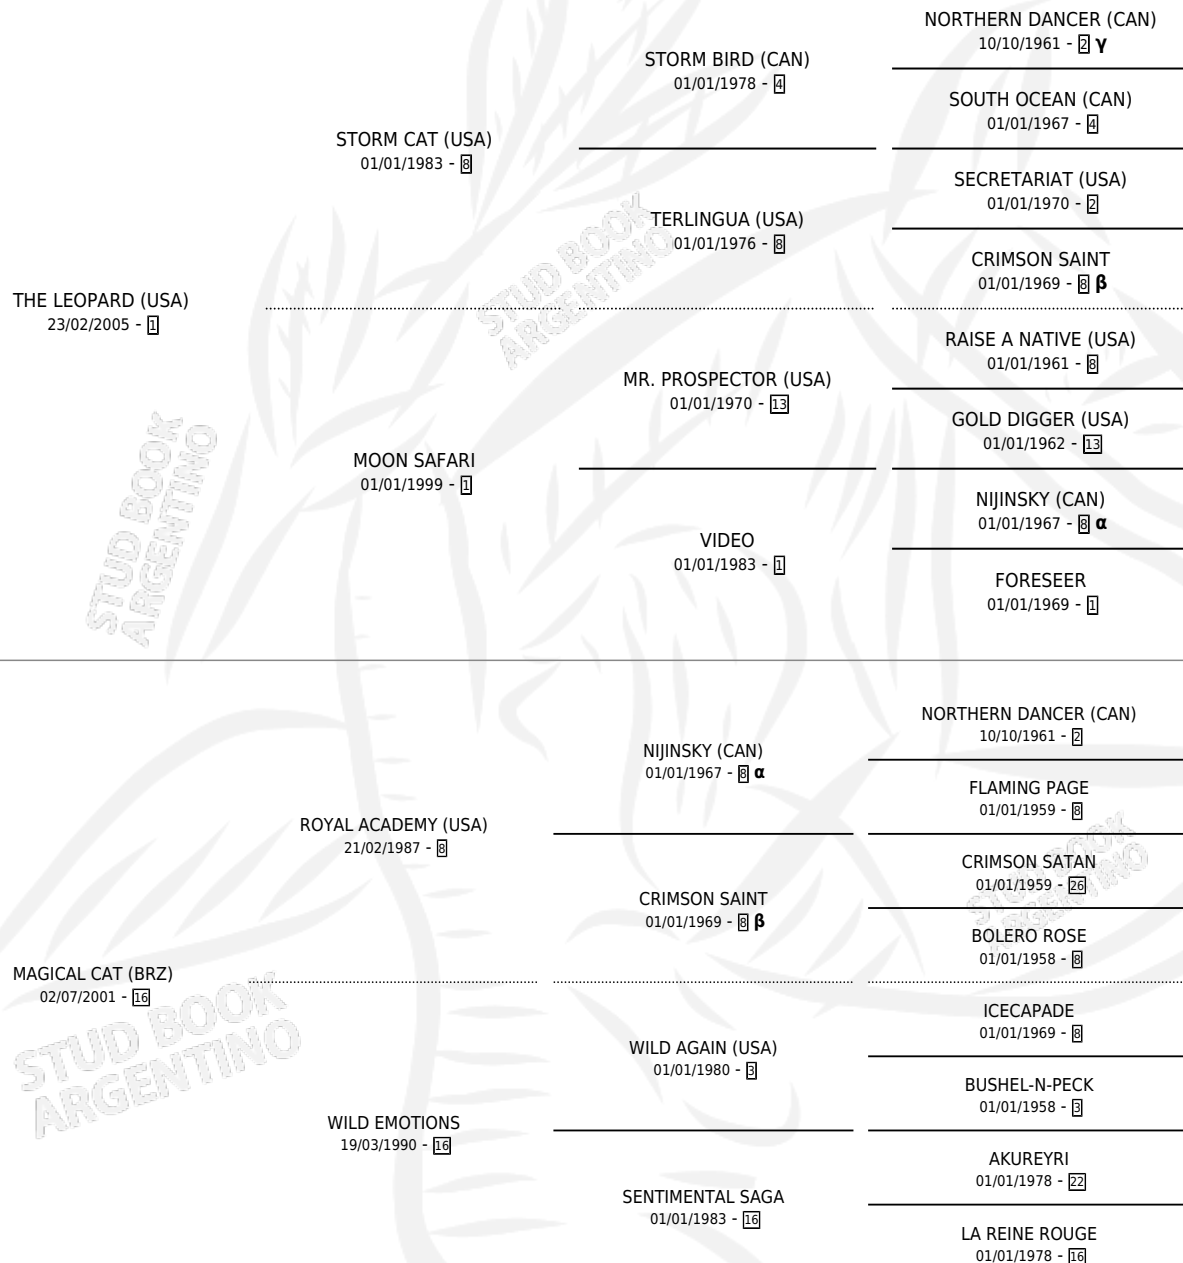 NORTHERN DANCER (CAN)
10/10/1961 - 2 γ
STORM BIRD (CAN)
01/01/1978 - 4
SOUTH OCEAN (CAN)
01/01/1967 - 4
STORM CAT (USA)
01/01/1983 - 8
SECRETARIAT (USA)
01/01/1970 - 2
TERLINGUA (USA)
01/01/1976 - 8
CRIMSON SAINT
01/01/1969 - 8 β
THE LEOPARD (USA)
23/02/2005 - 1
RAISE A NATIVE (USA)
01/01/1961 - 8
MR. PROSPECTOR (USA)
01/01/1970 - 13
GOLD DIGGER (USA)
01/01/1962 - 13
MOON SAFARI
01/01/1999 - 1
NIJINSKY (CAN)
01/01/1967 - 8 α
VIDEO
01/01/1983 - 1
FORESEER
01/01/1969 - 1
STUD BOOK
ARGENTINO
STUD BOOK
ARGENTINO
NORTHERN DANCER (CAN)
10/10/1961 - 2
NIJINSKY (CAN)
01/01/1967 - 8 α
FLAMING PAGE
01/01/1959 - 8
ROYAL ACADEMY (USA)
21/02/1987 - 8
CRIMSON SATAN
01/01/1959 - 26
CRIMSON SAINT
01/01/1969 - 8 β
BOLERO ROSE
01/01/1958 - 8
MAGICAL CAT (BRZ)
02/07/2001 - 16
ICECAPADE
01/01/1969 - 8
WILD AGAIN (USA)
01/01/1980 - 3
BUSHEL-N-PECK
01/01/1958 - 3
WILD EMOTIONS
19/03/1990 - 16
AKUREYRI
01/01/1978 - 22
SENTIMENTAL SAGA
01/01/1983 - 16
LA REINE ROUGE
01/01/1978 - 16
STUD BOOK
ARGENTINO
STUD BOOK
ARGENTINO